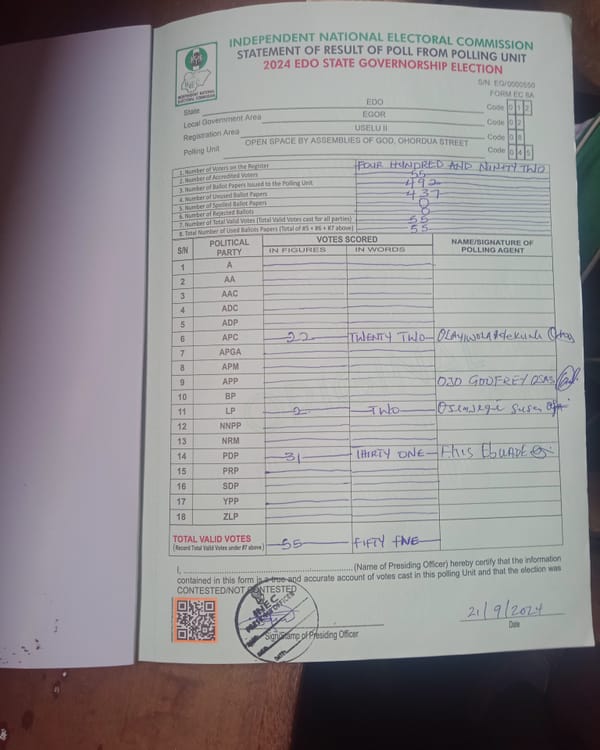 INDEPENDENT NATIONAL ELECTORAL COMMISSION
STATEMENT OF RESULT OF POLL FROM POLLING UNIT
2024 EDO STATE GOVERNORSHIP ELECTION
INEC
INDEPENDENT NATIONAL ELECTORAL COMMISSION
S/N. EG/0000550
FORM EC 8A
State EDO Code 0 1 2
Local Government Area EGOR Code 0 2
Registration Area USELU II Code 0 8
Polling Unit OPEN SPACE BY ASSEMBLIES OF GOD, OHORDUA STREET Code 0 4 5
1. Number of Voters on the Register FOUR HUNDRED AND NINETY TWO
2. Number of Accredited Voters 55
3. Number of Ballot Papers Issued to the Polling Unit 492
4. Number of Unused Ballot Papers 437
5. Number of Spoiled Ballot Papers 0
6. Number of Rejected Ballots 0
7. Number of Total Valid Votes (Total Valid Votes cast for all parties) 55
8. Total Number of Used Ballots Papers (Total of #5 + #6 + #7 above) 55
S/N POLITICAL PARTY VOTES SCORED NAME/SIGNATURE OF POLLING AGENT
IN FIGURES IN WORDS
1 A
2 AA
3 AAC
4 ADC
5 ADP
6 APC 22 TWENTY TWO
7 APGA
8 APM
9 APP OJO GODFREY OSAS
10 BP
11 LP 2 TWO
12 NNPP
13 NRM
14 PDP 31 THIRTY ONE
15 PRP
16 SDP
17 YPP
18 ZLP
TOTAL VALID VOTES 55 FIFTY FIVE
(Record Total Valid Votes under #7 above)
I, (Name of Presiding Officer) hereby certify that the information
contained in this form is a true and accurate account of votes cast in this polling Unit and that the election was
CONTESTED/NOT CONTESTED
INEC
Sign/Stamp of Presiding Officer
21/9/2024
Date